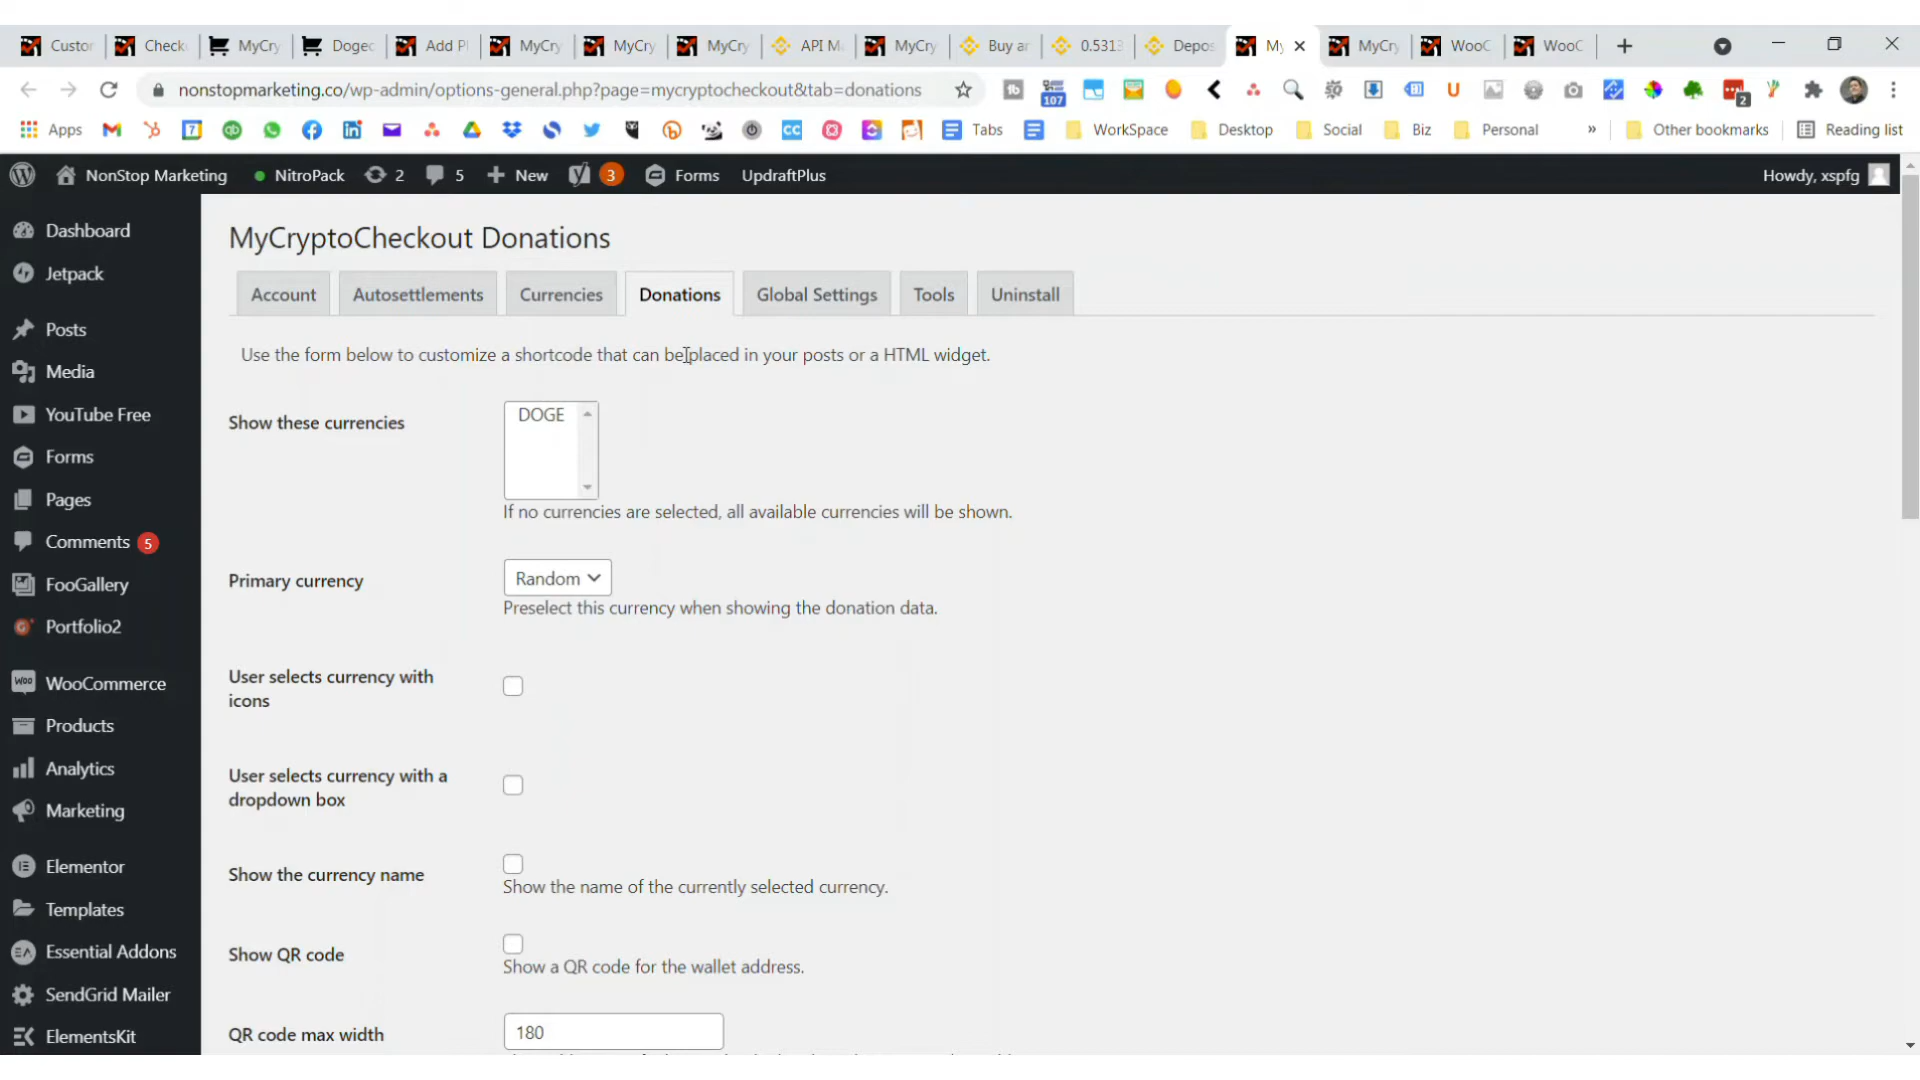 Custor Check MyCry Doge Add Pl MyCry MyCry MyCry API M MyCry Buy ar 0.5313 Depos My MyCry WooC WooC
nonstopmarketing.co/wp-admin/options-general.php?page=mycryptocheckout&tab=donations
107
2
Apps Tabs WorkSpace Desktop Social Biz Personal » Other bookmarks Reading list
NonStop Marketing NitroPack 2 5 New 3 Forms UpdraftPlus Howdy, xspfg
Dashboard
Jetpack
Posts
Media
YouTube Free
Forms
Pages
Comments 5
FooGallery
Portfolio2
WooCommerce
Products
Analytics
Marketing
Elementor
Templates
Essential Addons
SendGrid Mailer
ElementsKit
MyCryptoCheckout Donations
Account Autosettlements Currencies Donations Global Settings Tools Uninstall
Use the form below to customize a shortcode that can be placed in your posts or a HTML widget.
Show these currencies
DOGE
If no currencies are selected, all available currencies will be shown.
Primary currency
Random
Preselect this currency when showing the donation data.
User selects currency with
icons
User selects currency with a
dropdown box
Show the currency name
Show the name of the currently selected currency.
Show QR code
Show a QR code for the wallet address.
QR code max width
180